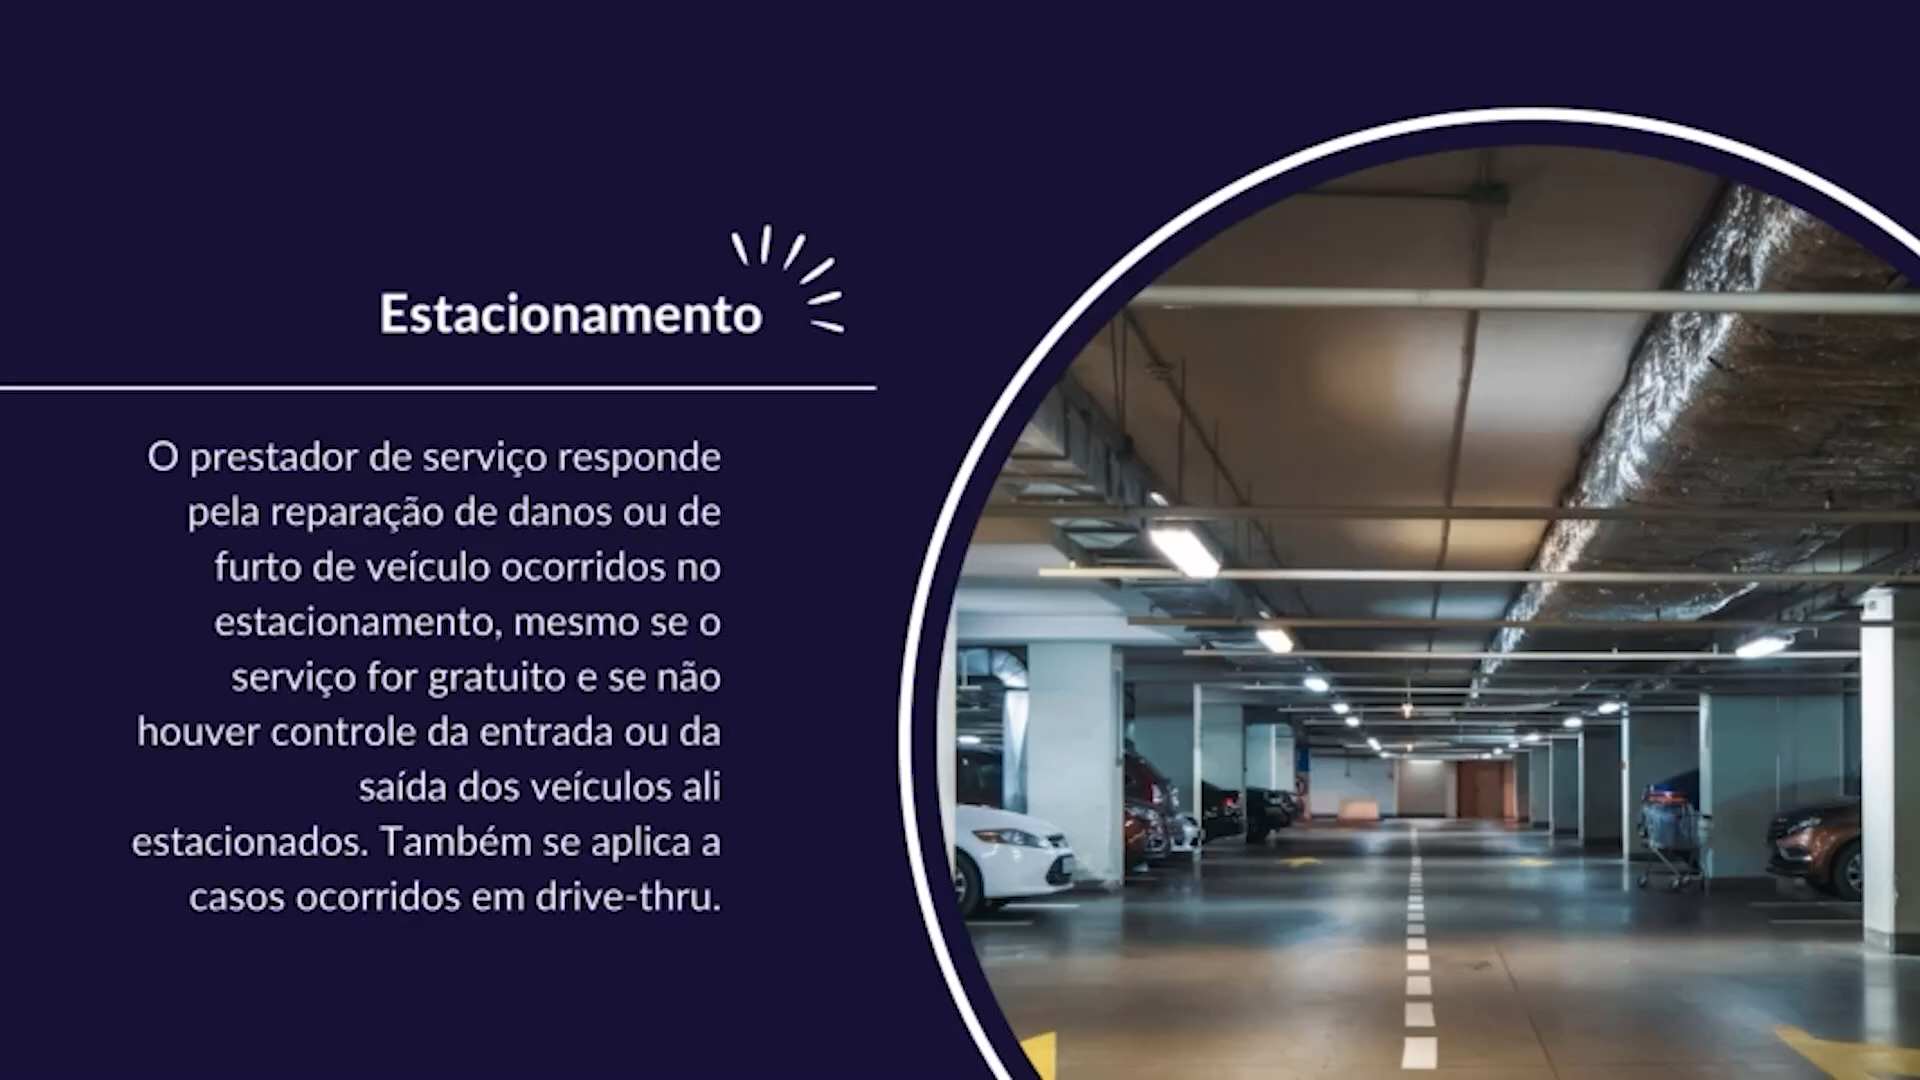 Estacionamento
O prestador de serviço responde
pela reparação de danos ou de
furto de veículo ocorridos no
estacionamento, mesmo se o
serviço for gratuito e se não
houver controle da entrada ou da
saída dos veículos ali
estacionados. Também se aplica a
casos ocorridos em drive-thru.